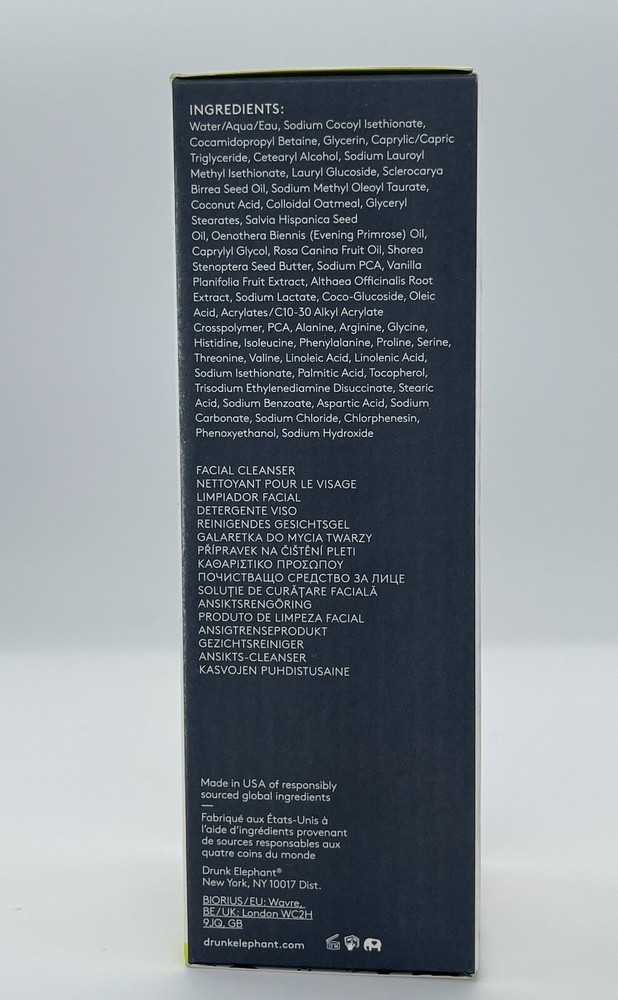 INGREDIENTS:
Water/Aqua/Eau, Sodium Cocoyl Isethionate,
Cocamidopropyl Betaine, Glycerin, Caprylic/Capric
Triglyceride, Cetearyl Alcohol, Sodium Lauroyl
Methyl Isethionate, Lauryl Glucoside, Sclerocarya
Birrea Seed Oil, Sodium Methyl Oleoyl Taurate,
Coconut Acid, Colloidal Oatmeal, Glyceryl
Stearates, Salvia Hispanica Seed
Oil, Oenothera Biennis (Evening Primrose) Oil,
Caprylyl Glycol, Rosa Canina Fruit Oil, Shorea
Stenoptera Seed Butter, Sodium PCA, Vanilla
Planifolia Fruit Extract, Althaea Officinalis Root
Extract, Sodium Lactate, Coco-Glucoside, Oleic
Acid, Acrylates/C10-30 Alkyl Acrylate
Crosspolymer, PCA, Alanine, Arginine, Glycine,
Histidine, Isoleucine, Phenylalanine, Proline, Serine,
Threonine, Valine, Linoleic Acid, Linolenic Acid,
Sodium Isethionate, Palmitic Acid, Tocopherol,
Trisodium Ethylenediamine Disuccinate, Stearic
Acid, Sodium Benzoate, Aspartic Acid, Sodium
Carbonate, Sodium Chloride, Chlorphenesin,
Phenoxyethanol, Sodium Hydroxide
FACIAL CLEANSER
NETTOYANT POUR LE VISAGE
LIMPIADOR FACIAL
DETERGENTE VISO
REINIGENDES GESICHTSGEL
GALARETKA DO MYCIA TWARZY
PŘÍPRAVEK NA ČIŠTĚNÍ PLETI
ΚΑΘΑΡΙΣΤΙΚΟ ΠΡΟΣΩΠΟΥ
ПОЧИСТВАЩО СРЕДСТВО ЗА ЛИЦЕ
SOLUȚIE DE CURĂȚARE FACIALĂ
ANSIKTSRENGÖRING
PRODUTO DE LIMPEZA FACIAL
ANSIGTRENSEPRODUKT
GEZICHTSREINIGER
ANSIKTS-CLEANSER
KASVOJEN PUHDISTUSAINE
Made in USA of responsibly
sourced global ingredients
Fabriqué aux États-Unis à
l'aide d'ingrédients provenant
de sources responsables aux
quatre coins du monde
Drunk Elephant®
New York, NY 10017 Dist.
BIORIUS/EU: Wavre,
BE/UK: London WC2H
9JQ, GB
drunkelephant.com